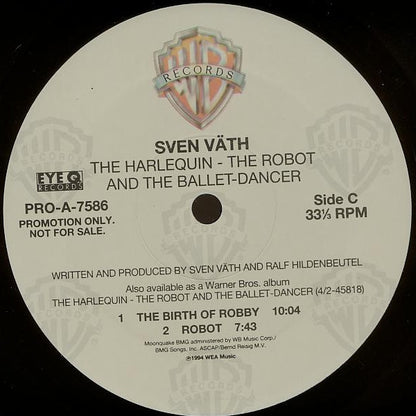 WB
RECORDS
SVEN VÄTH
THE HARLEQUIN - THE ROBOT
AND THE BALLET-DANCER
EYE Q
RECORDS
PRO-A-7586
PROMOTION ONLY.
NOT FOR SALE.
Side C
33⅓ RPM
WRITTEN AND PRODUCED BY SVEN VÄTH AND RALF HILDENBEUTEL
Also available as a Warner Bros. album
THE HARLEQUIN - THE ROBOT AND THE BALLET-DANCER (4/2-45818)
1 THE BIRTH OF ROBBY 10:04
2 ROBOT 7:43
Moonquake BMG administered by WB Music Corp./
BMG Songs, Inc. ASCAP/Bernd Reisig M.V.
℗1994 WEA Music